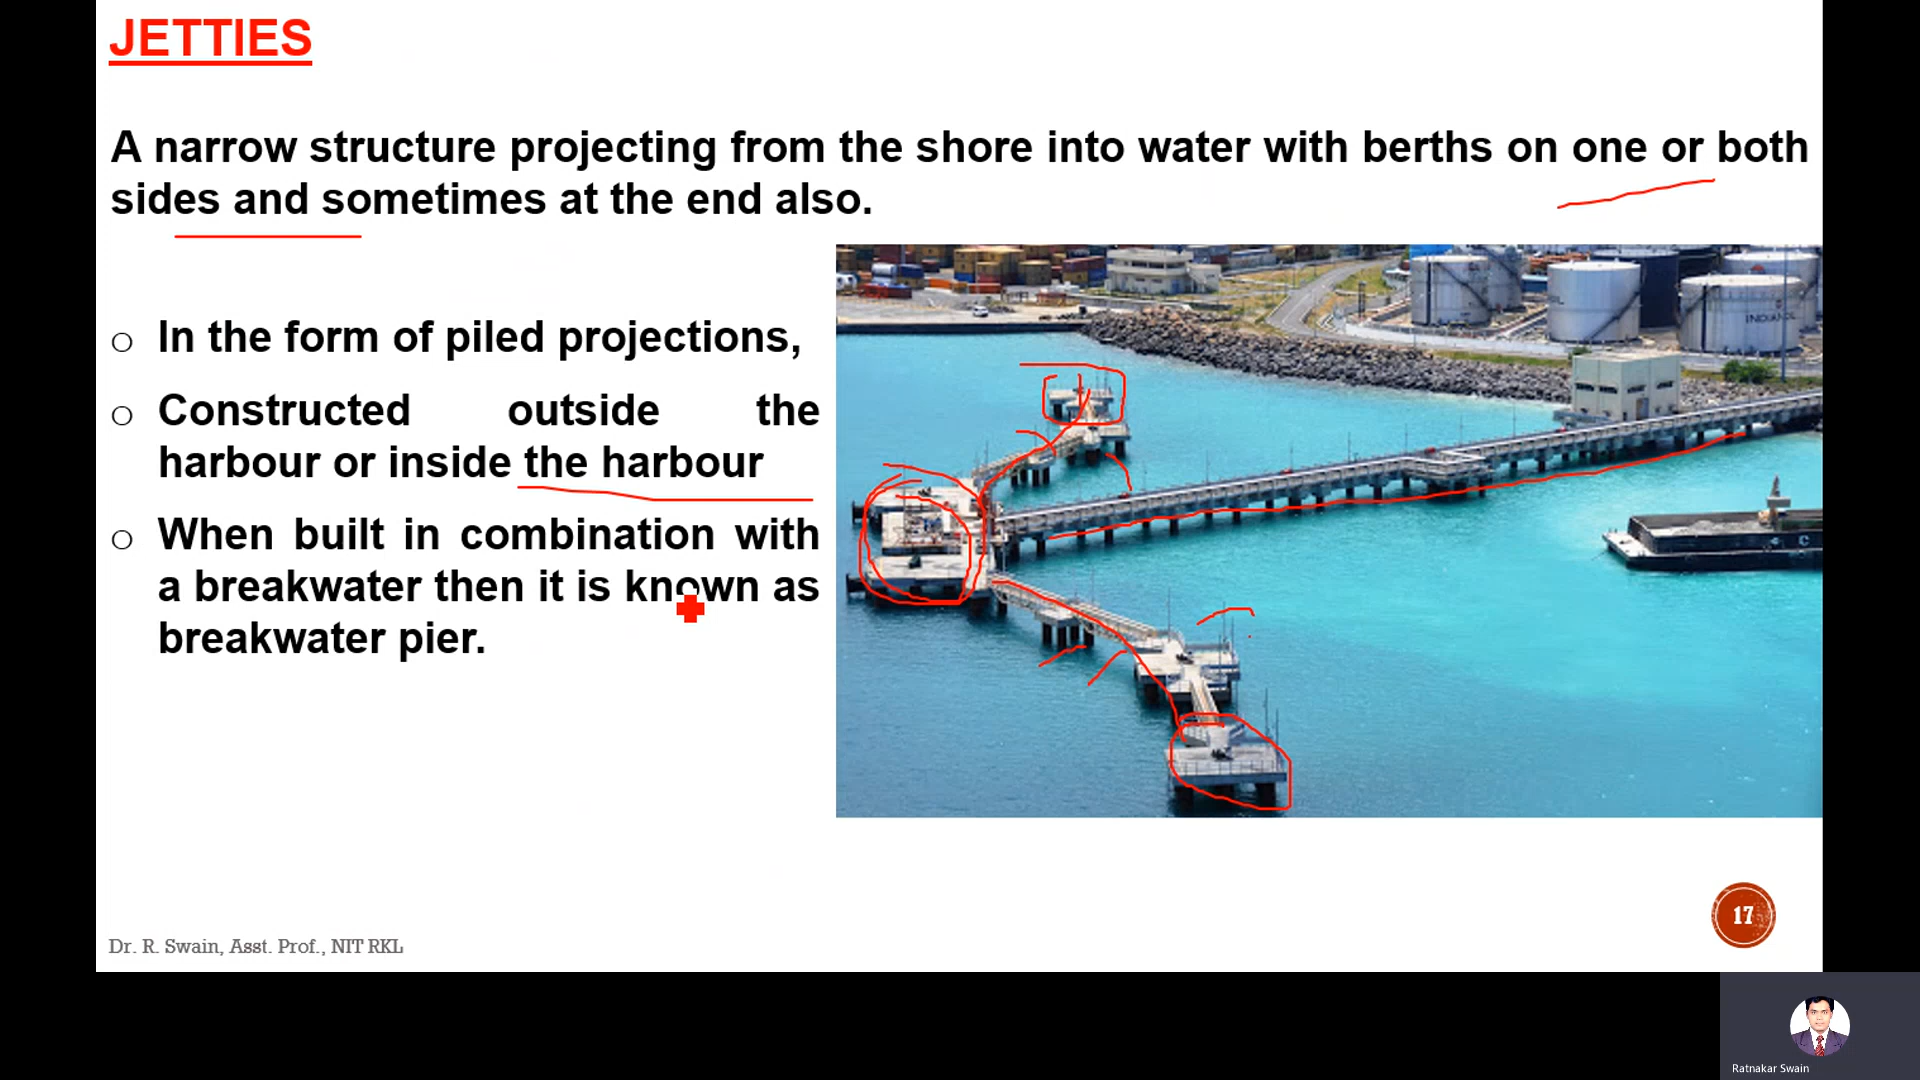 JETTIES
A narrow structure projecting from the shore into water with berths on one or both
sides and sometimes at the end also.
o In the form of piled projections,
o Constructed outside the
harbour or inside the harbour
o When built in combination with
a breakwater then it is known as
breakwater pier.
INDIANOIL
17
Dr. R. Swain, Asst. Prof., NIT RKL
Ratnakar Swain